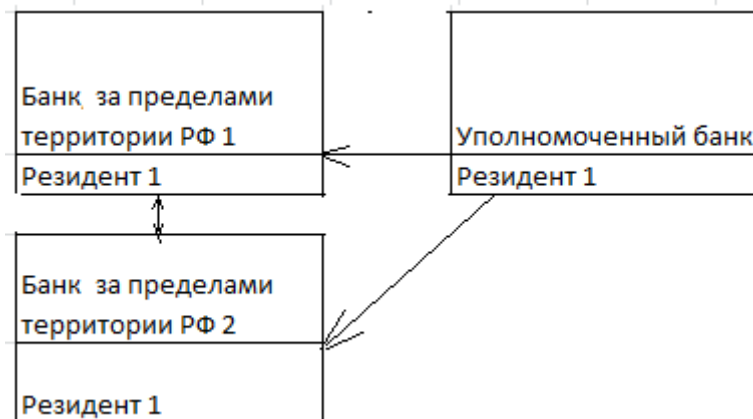 Банк за пределами
территории РФ 1
Резидент 1
Уполномоченный банк
Резидент 1
Банк за пределами
территории РФ 2
Резидент 1